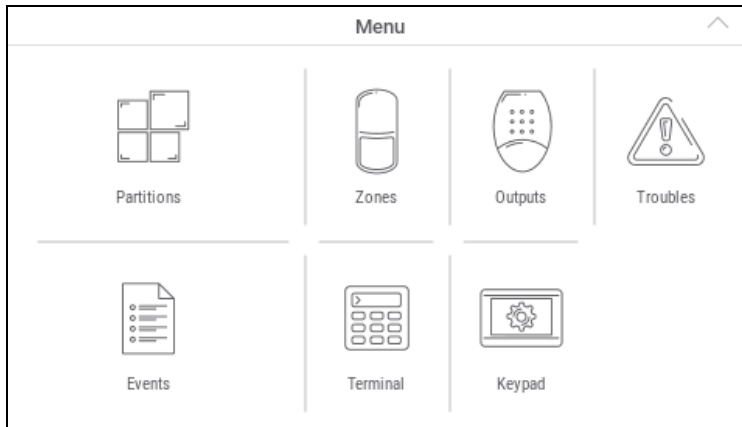 Menu
Partitions
Zones
Outputs
Troubles
Events
Terminal
Keypad